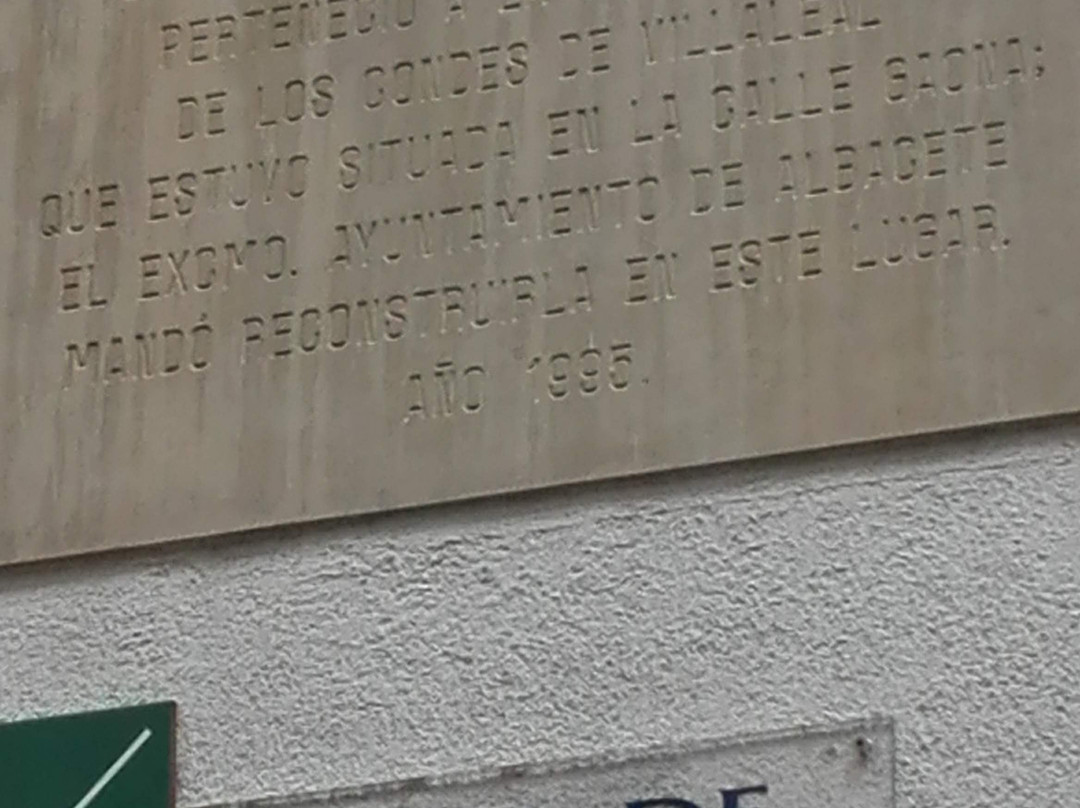 PERTENECIÓ A
DE LOS CONDES DE VILLALEAL
QUE ESTUVO SITUADA EN LA CALLE GAONA;
EL EXCMO. AYUNTAMIENTO DE ALBACETE
MANDÓ RECONSTRUIRLA EN ESTE LUGAR.
AÑO 1995.